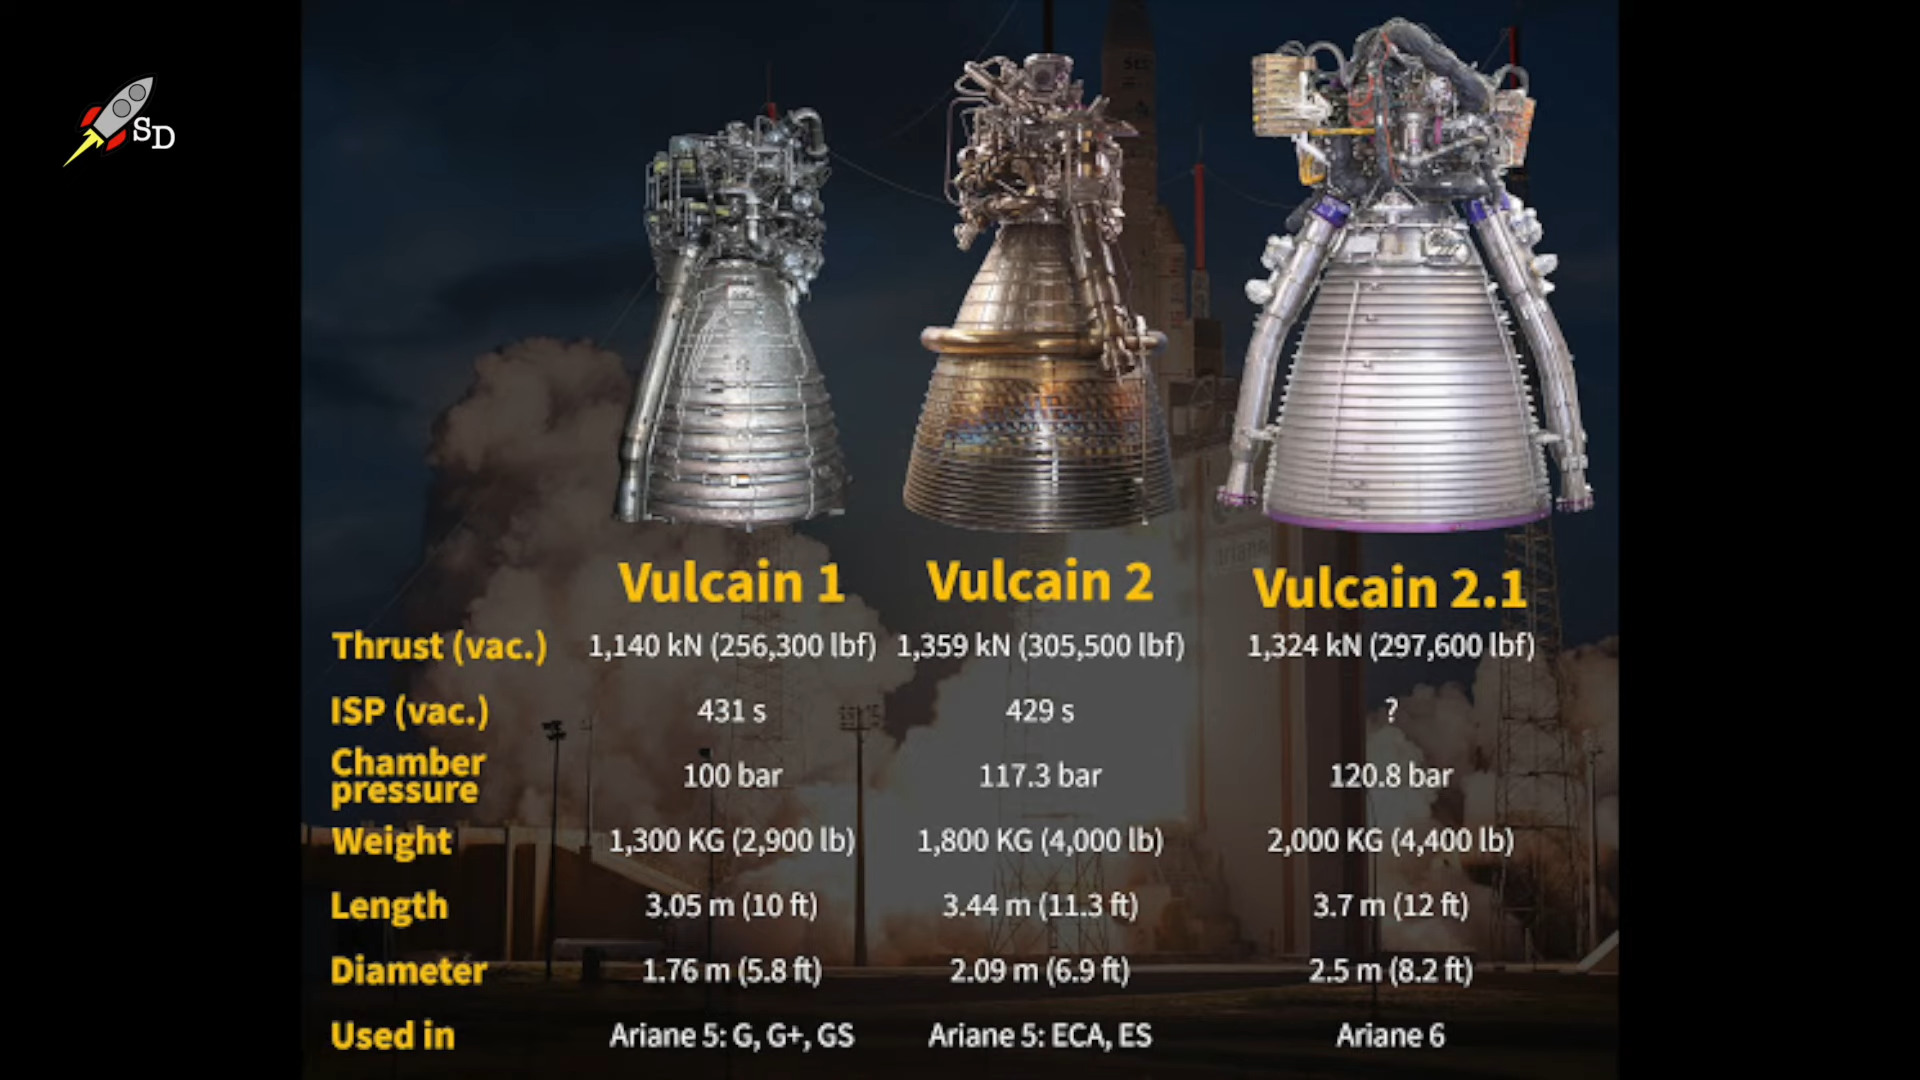 SD
Vulcain 1 Vulcain 2 Vulcain 2.1
Thrust (vac.) 1,140 kN (256,300 lbf) 1,359 kN (305,500 lbf) 1,324 kN (297,600 lbf)
ISP (vac.) 431 s 429 s ?
Chamber
pressure 100 bar 117.3 bar 120.8 bar
Weight 1,300 KG (2,900 lb) 1,800 KG (4,000 lb) 2,000 KG (4,400 lb)
Length 3.05 m (10 ft) 3.44 m (11.3 ft) 3.7 m (12 ft)
Diameter 1.76 m (5.8 ft) 2.09 m (6.9 ft) 2.5 m (8.2 ft)
Used in Ariane 5: G, G+, GS Ariane 5: ECA, ES Ariane 6